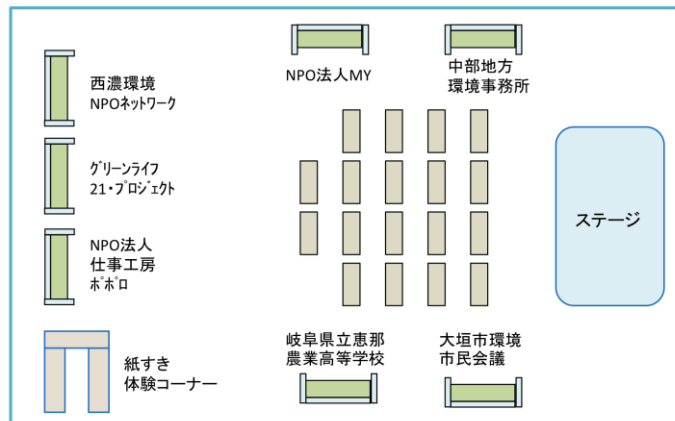 西濃環境
NPOネットワーク
NPO法人MY
中部地方
環境事務所
グリーンライフ
21・プロジェクト
ステージ
NPO法人
仕事工房
ポポロ
紙すき
体験コーナー
岐阜県立恵那
農業高等学校
大垣市環境
市民会議